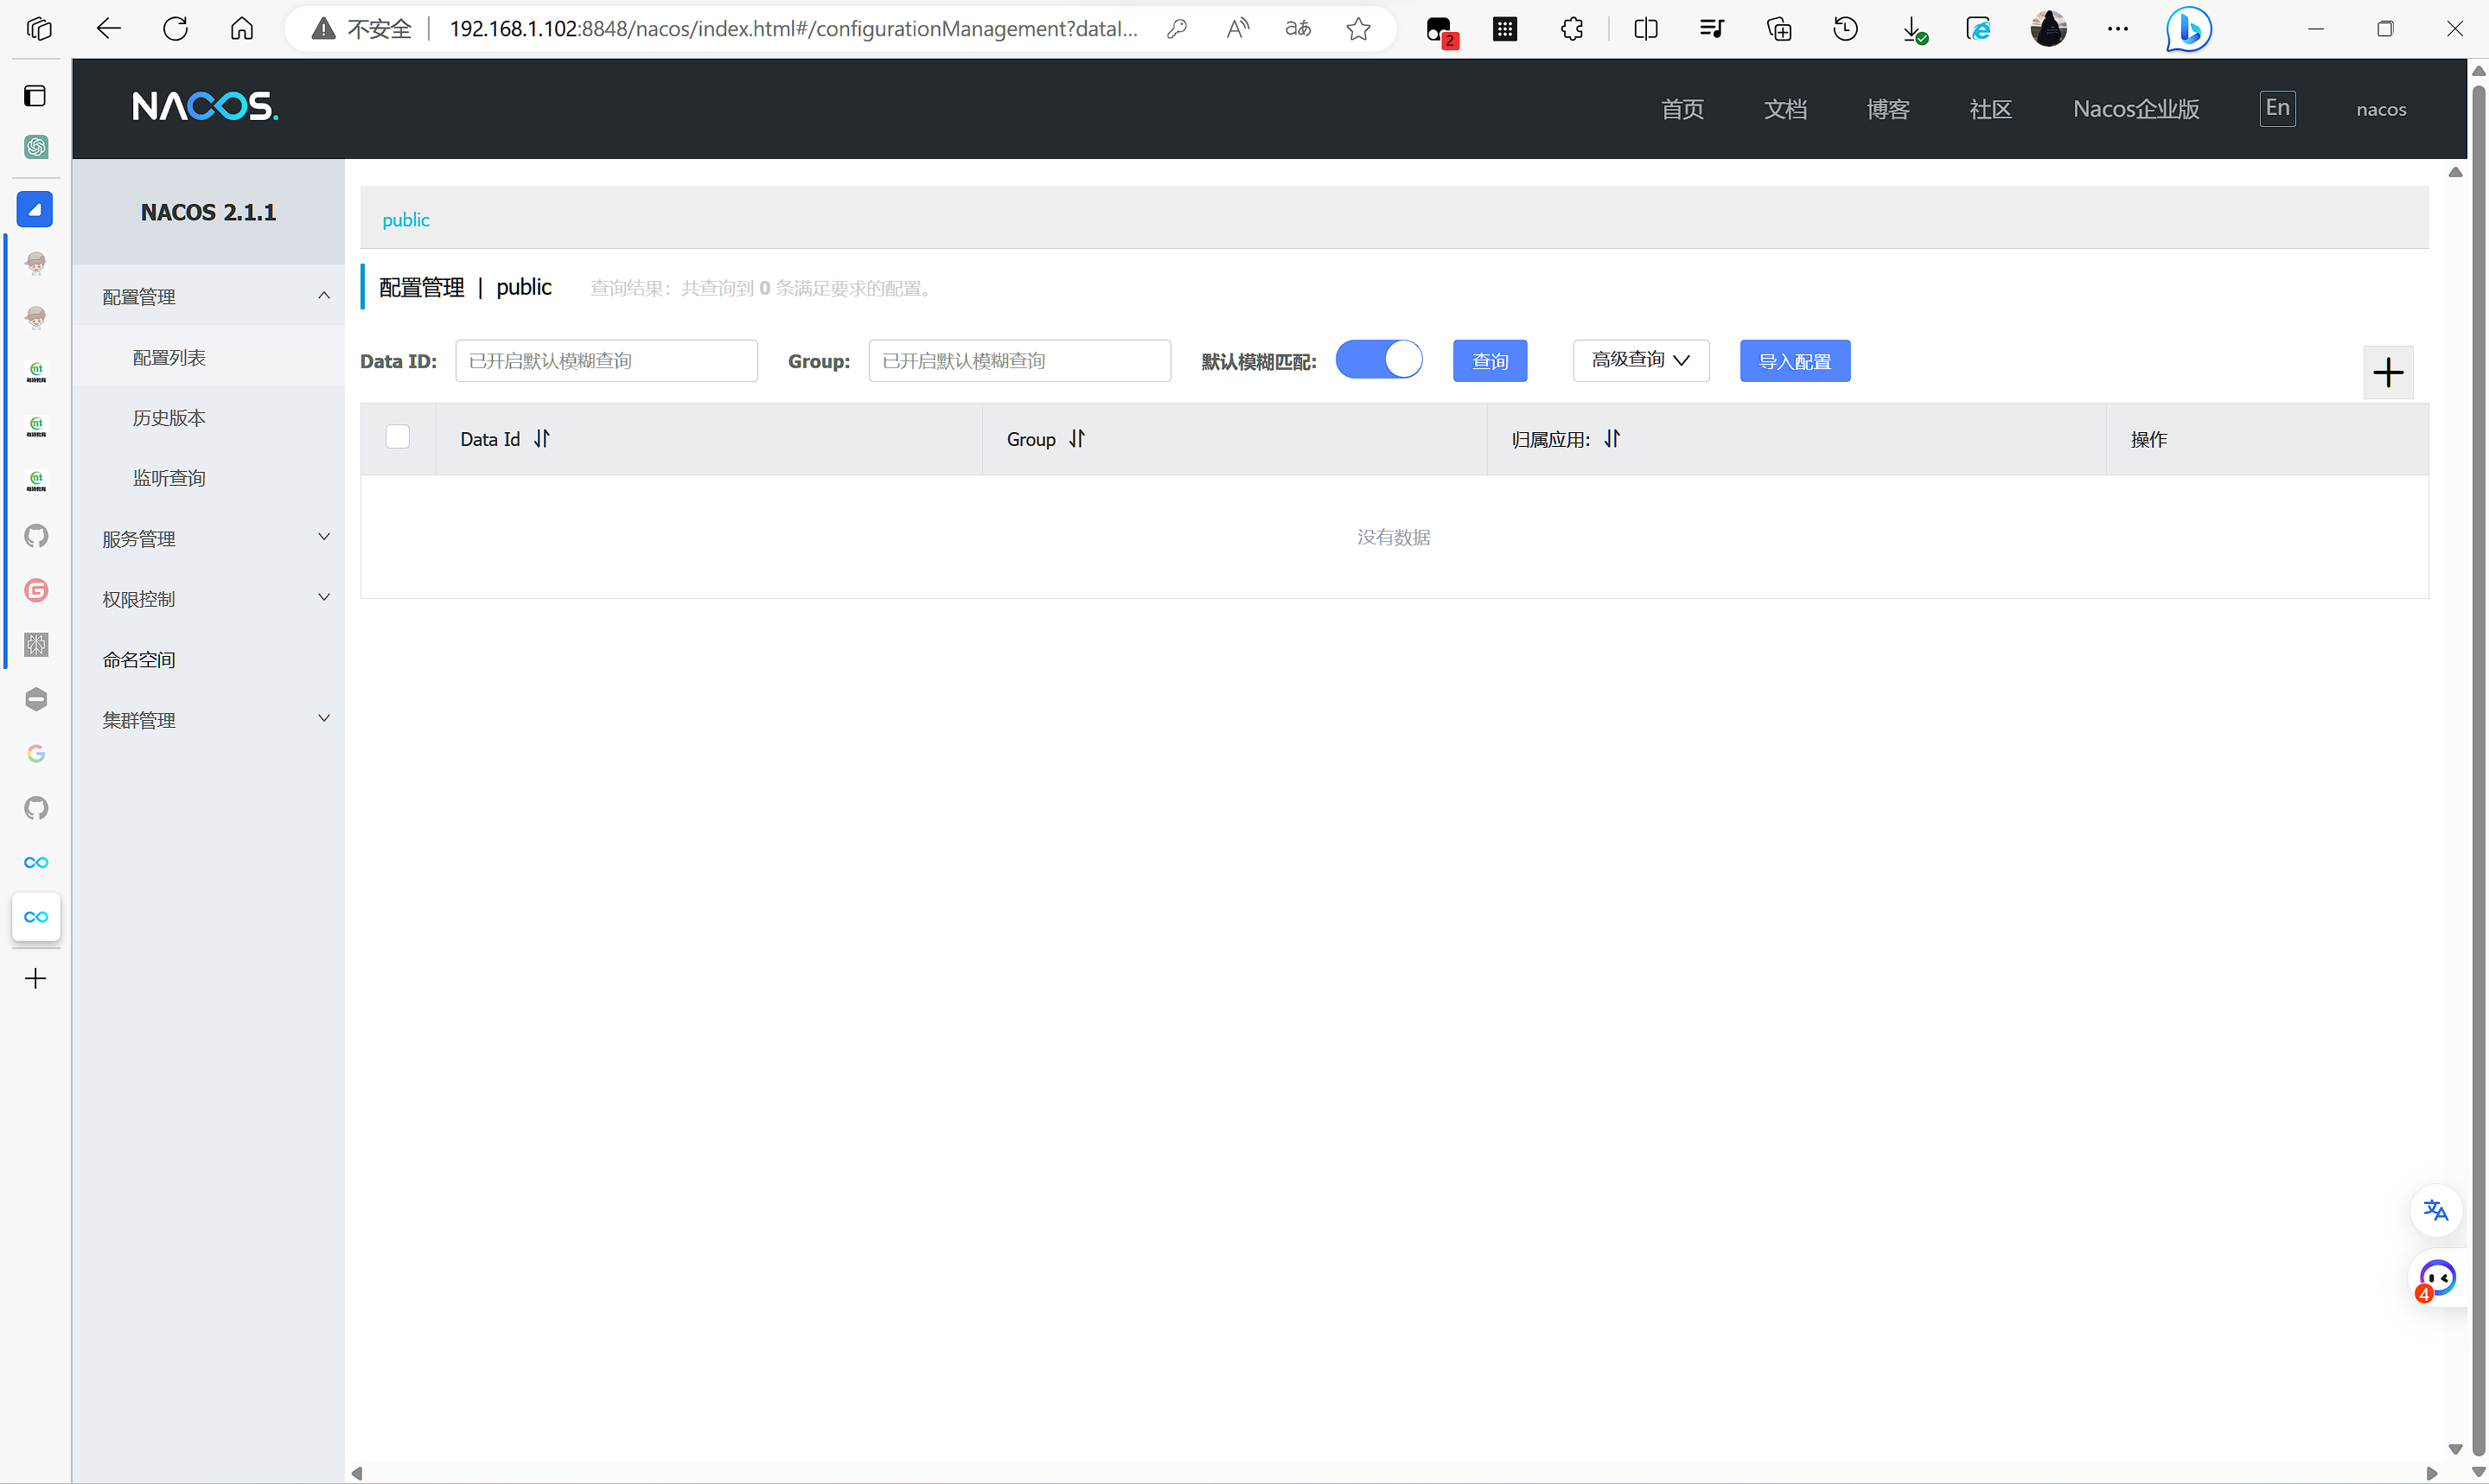 不安全
192.168.1.102:8848/nacos/index.html#/configurationManagement?dataI...
2
NACOS.
首页 文档 博客 社区 Nacos企业版 En nacos
NACOS 2.1.1
配置管理
配置列表
历史版本
监听查询
服务管理
权限控制
命名空间
集群管理
public
配置管理 | public 查询结果：共查询到 0 条满足要求的配置。
Data ID: 已开启默认模糊查询 Group: 已开启默认模糊查询 默认模糊匹配: 查询 高级查询 导入配置
Data Id Group 归属应用: 操作
没有数据
4